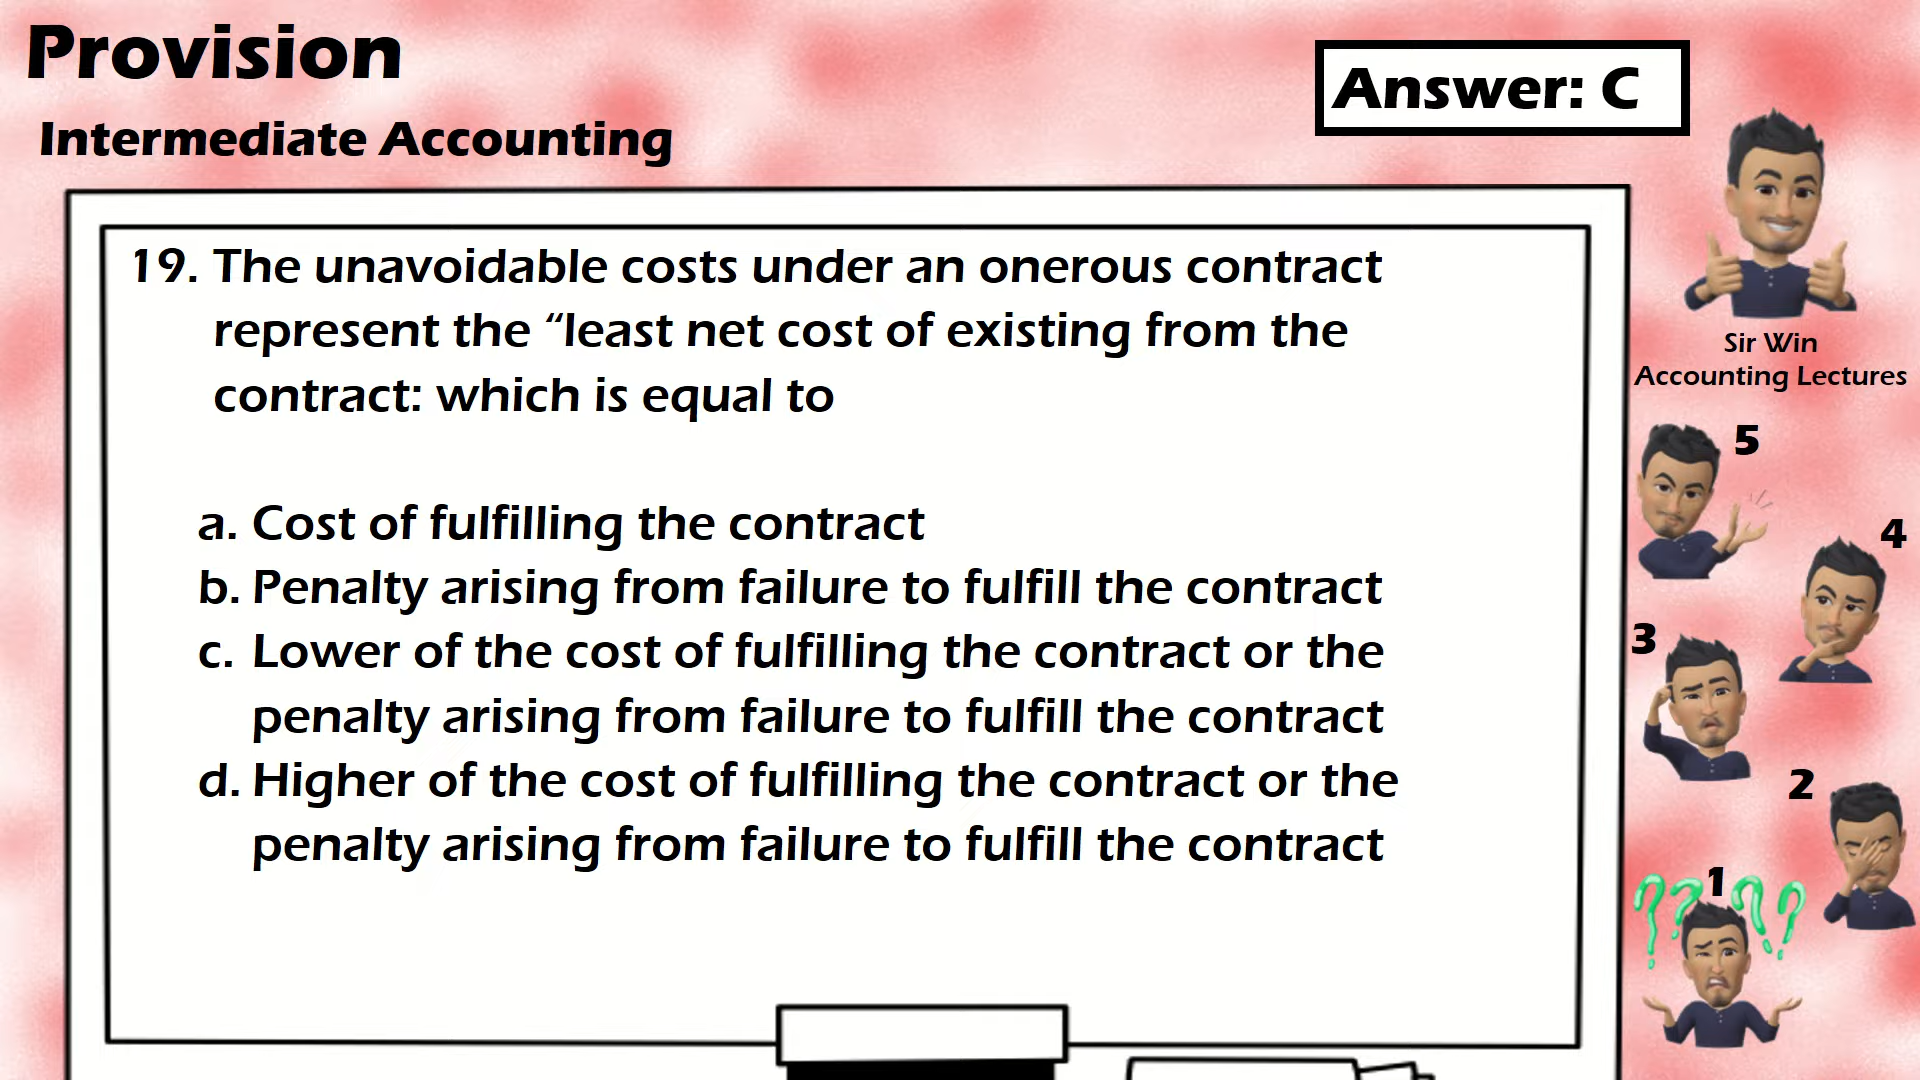 Provision
Intermediate Accounting
Answer: C
19. The unavoidable costs under an onerous contract
represent the “least net cost of existing from the
contract: which is equal to
a. Cost of fulfilling the contract
b. Penalty arising from failure to fulfill the contract
c. Lower of the cost of fulfilling the contract or the
penalty arising from failure to fulfill the contract
d. Higher of the cost of fulfilling the contract or the
penalty arising from failure to fulfill the contract
Sir Win
Accounting Lectures
5
4
3
2
1